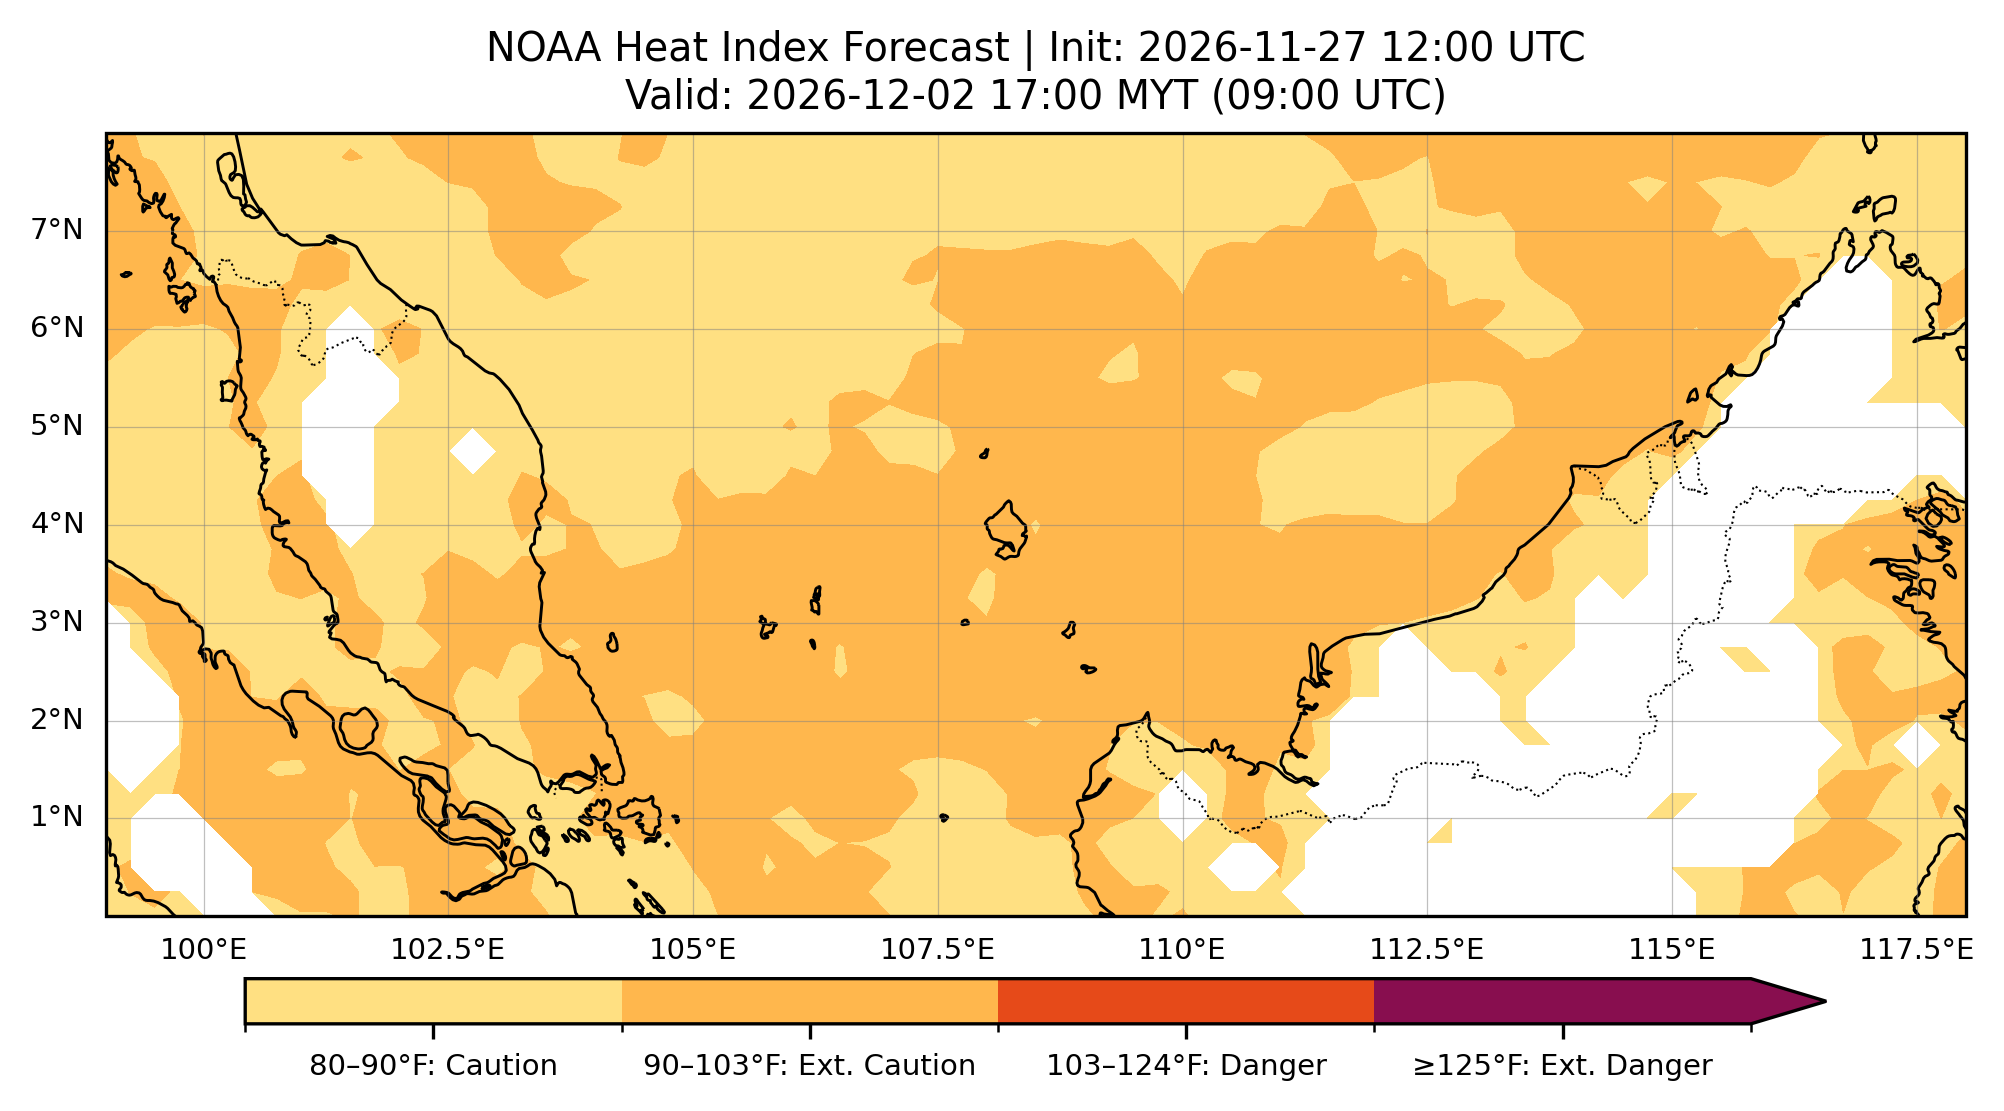 NOAA Heat Index Forecast | Init: 2026-11-27 12:00 UTC
Valid: 2026-12-02 17:00 MYT (09:00 UTC)
7°N
6°N
5°N
4°N
3°N
2°N
1°N
100°E 102.5°E 105°E 107.5°E 110°E 112.5°E 115°E 117.5°E
80–90°F: Caution 90–103°F: Ext. Caution 103–124°F: Danger ≥125°F: Ext. Danger